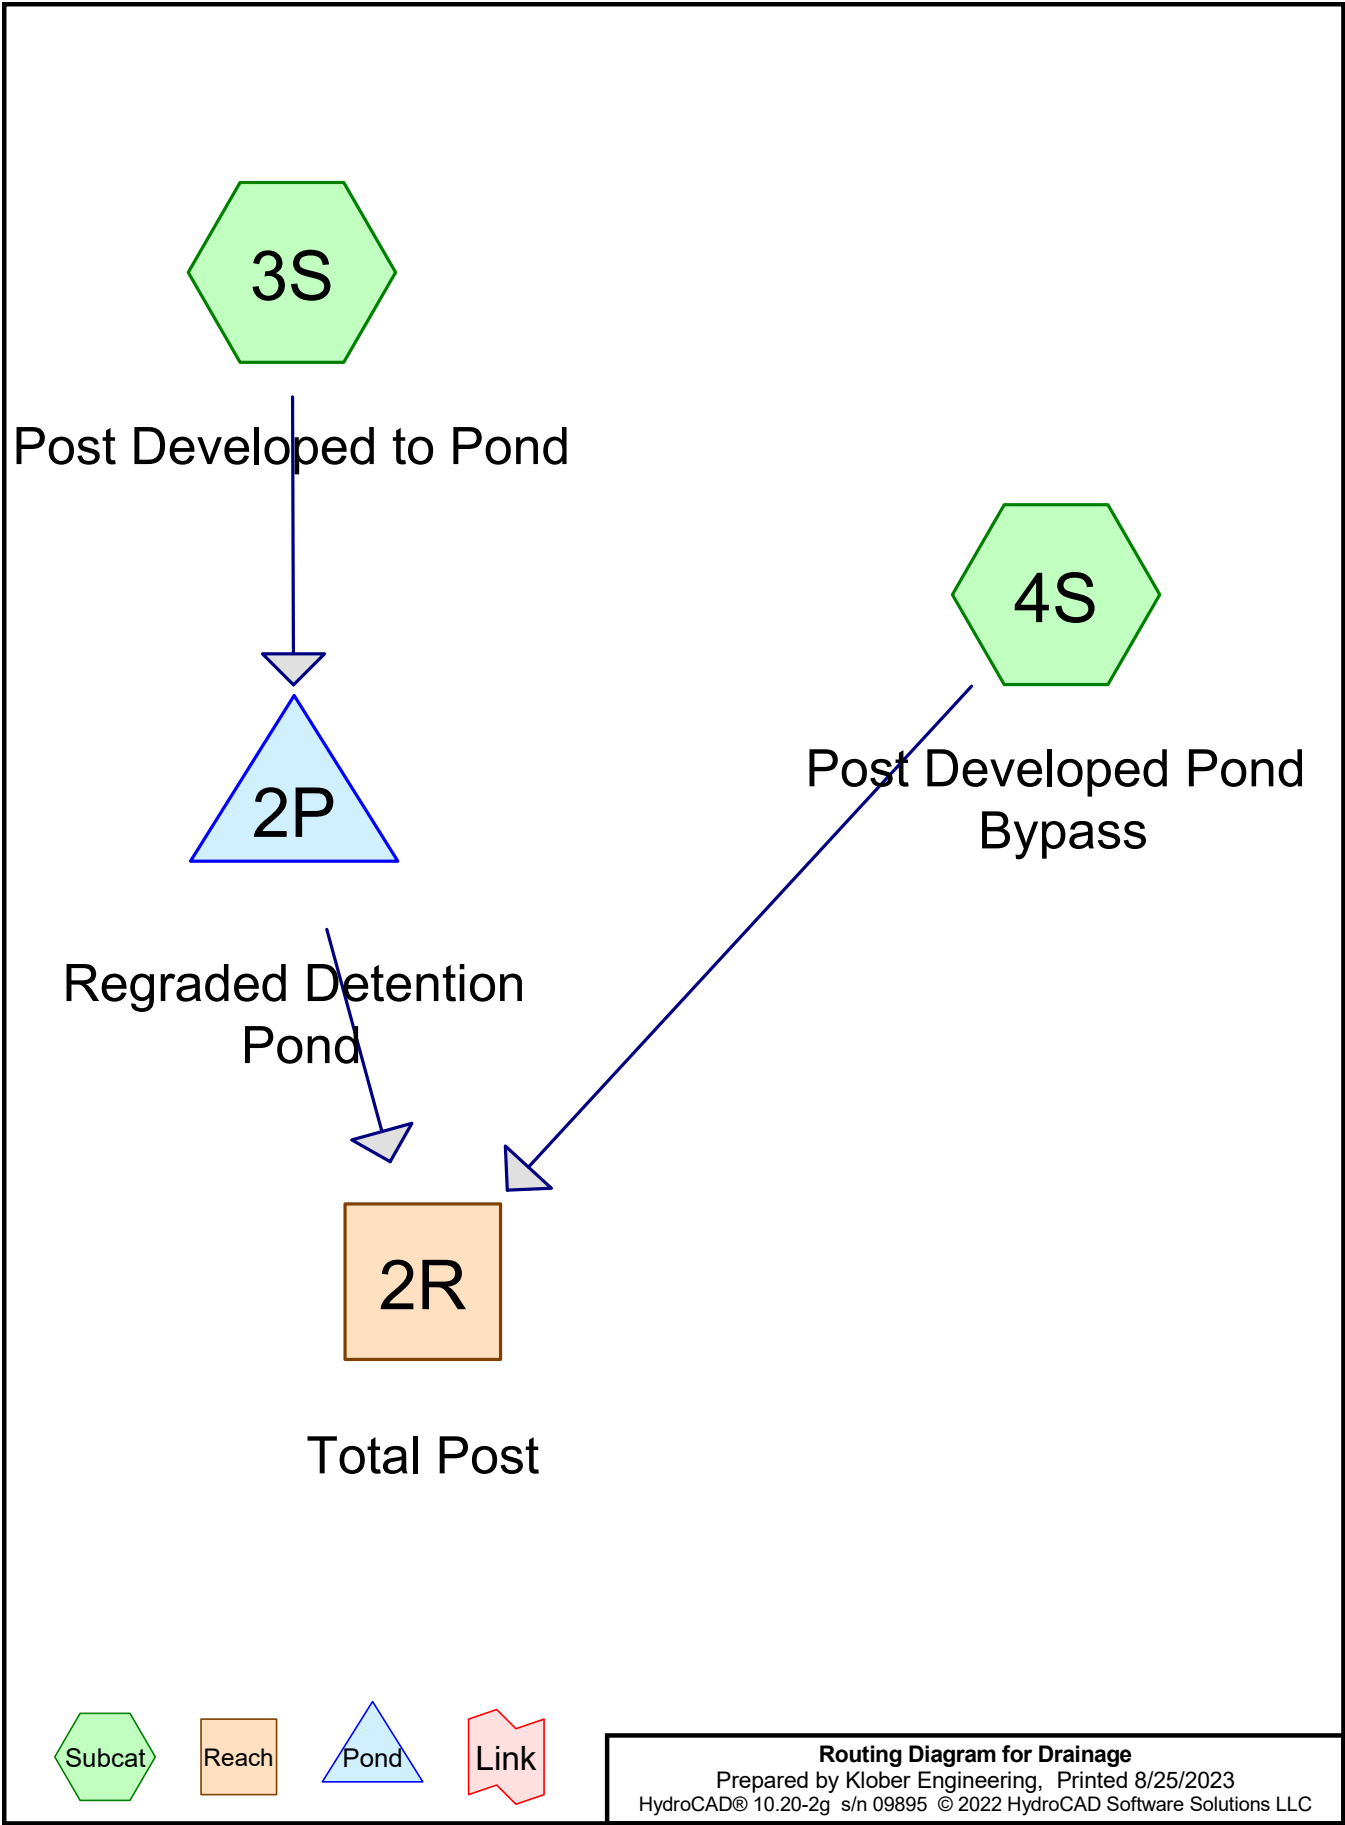 3S
Post Developed to Pond
4S
Post Developed Pond
Bypass
2P
Regraded Detention
Pond
2R
Total Post
Subcat
Reach
Pond
Link
Routing Diagram for Drainage
Prepared by Klober Engineering, Printed 8/25/2023
HydroCAD® 10.20-2g s/n 09895 © 2022 HydroCAD Software Solutions LLC